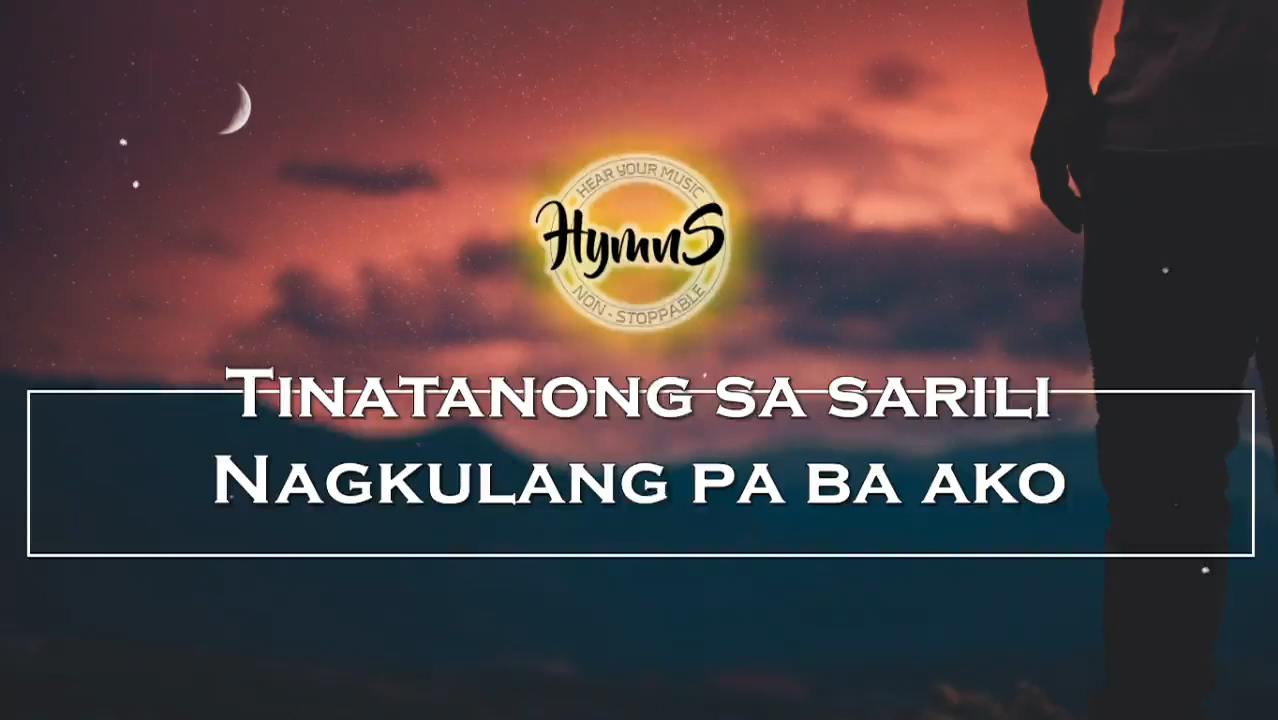 HEAR YOUR MUSIC
HymnS
NON - STOPPABLE
TINATANONG SA SARILI
NAGKULANG PA BA AKO